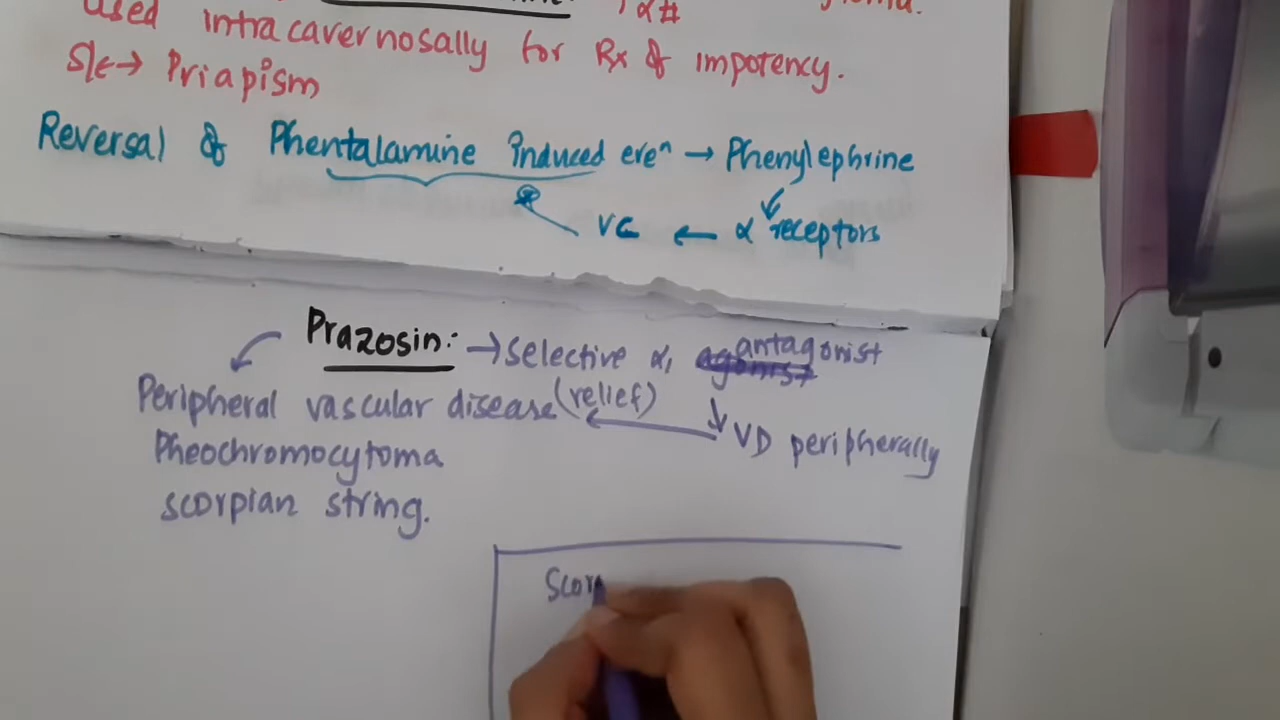 α#
used intracavernosally for Rx of impotency.
S/E→ Priapism
Reversal of Phentalamine induced ereⁿ → Phenylephrine
VC ← α receptors
Prazosin: → Selective α₁ antagonist
agonist
Peripheral vascular disease (relief)
VD peripherally
Pheochromocytoma
scorpian string.
Scor